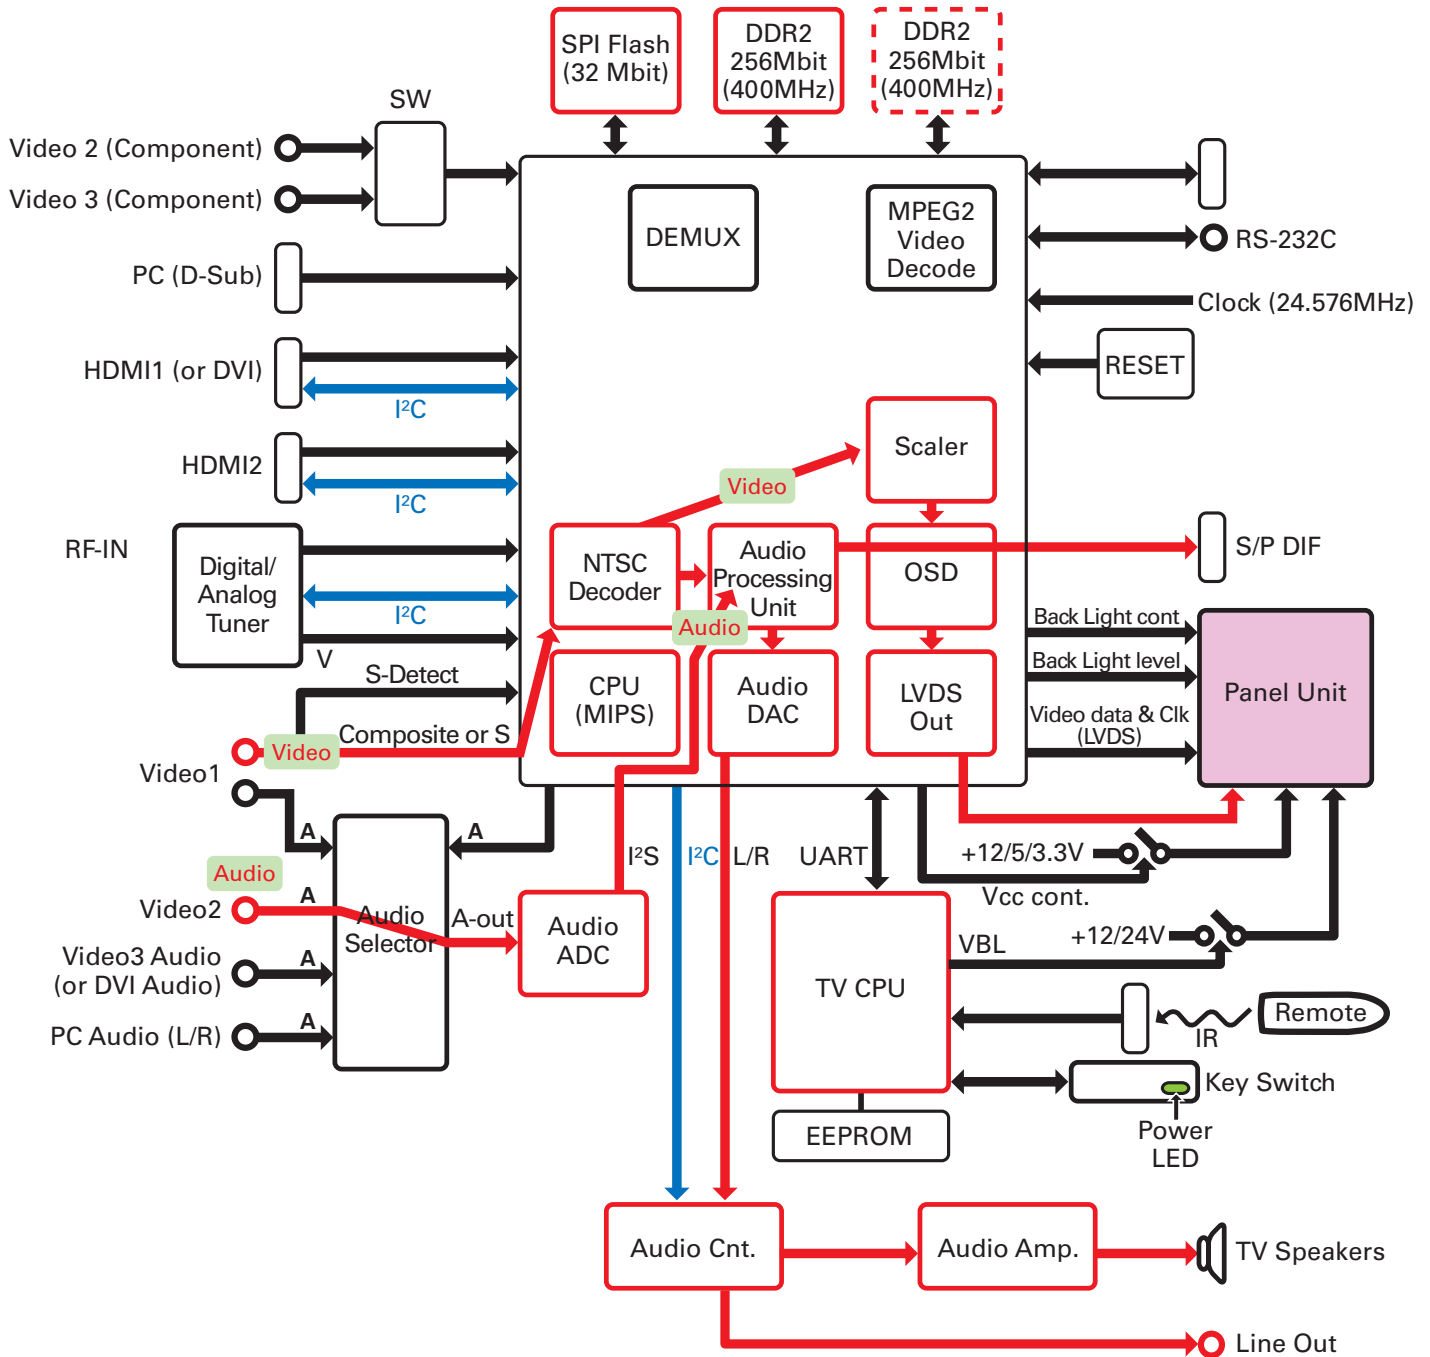 SPI Flash
(32 Mbit)
DDR2
256Mbit
(400MHz)
DDR2
256Mbit
(400MHz)
SW
Video 2 (Component)
Video 3 (Component)
DEMUX
MPEG2
Video
Decode
RS-232C
PC (D-Sub)
Clock (24.576MHz)
HDMI1 (or DVI)
I²C
RESET
HDMI2
I²C
Scaler
Video
RF-IN
Digital/
Analog
Tuner
I²C
V
NTSC
Decoder
Audio
Processing
Unit
OSD
S/P DIF
Audio
Back Light cont
Back Light level
Video data & Clk
(LVDS)
Panel Unit
S-Detect
CPU
(MIPS)
Audio
DAC
LVDS
Out
Composite or S
Video
Video1
A
A
I²S
I²C
L/R
UART
+12/5/3.3V
Vcc cont.
Audio
Video2
A
Audio
Selector
A-out
Audio
ADC
VBL
+12/24V
Video3 Audio
(or DVI Audio)
A
TV CPU
PC Audio (L/R)
A
IR
Remote
Key Switch
Power
LED
EEPROM
Audio Cnt.
Audio Amp.
TV Speakers
Line Out